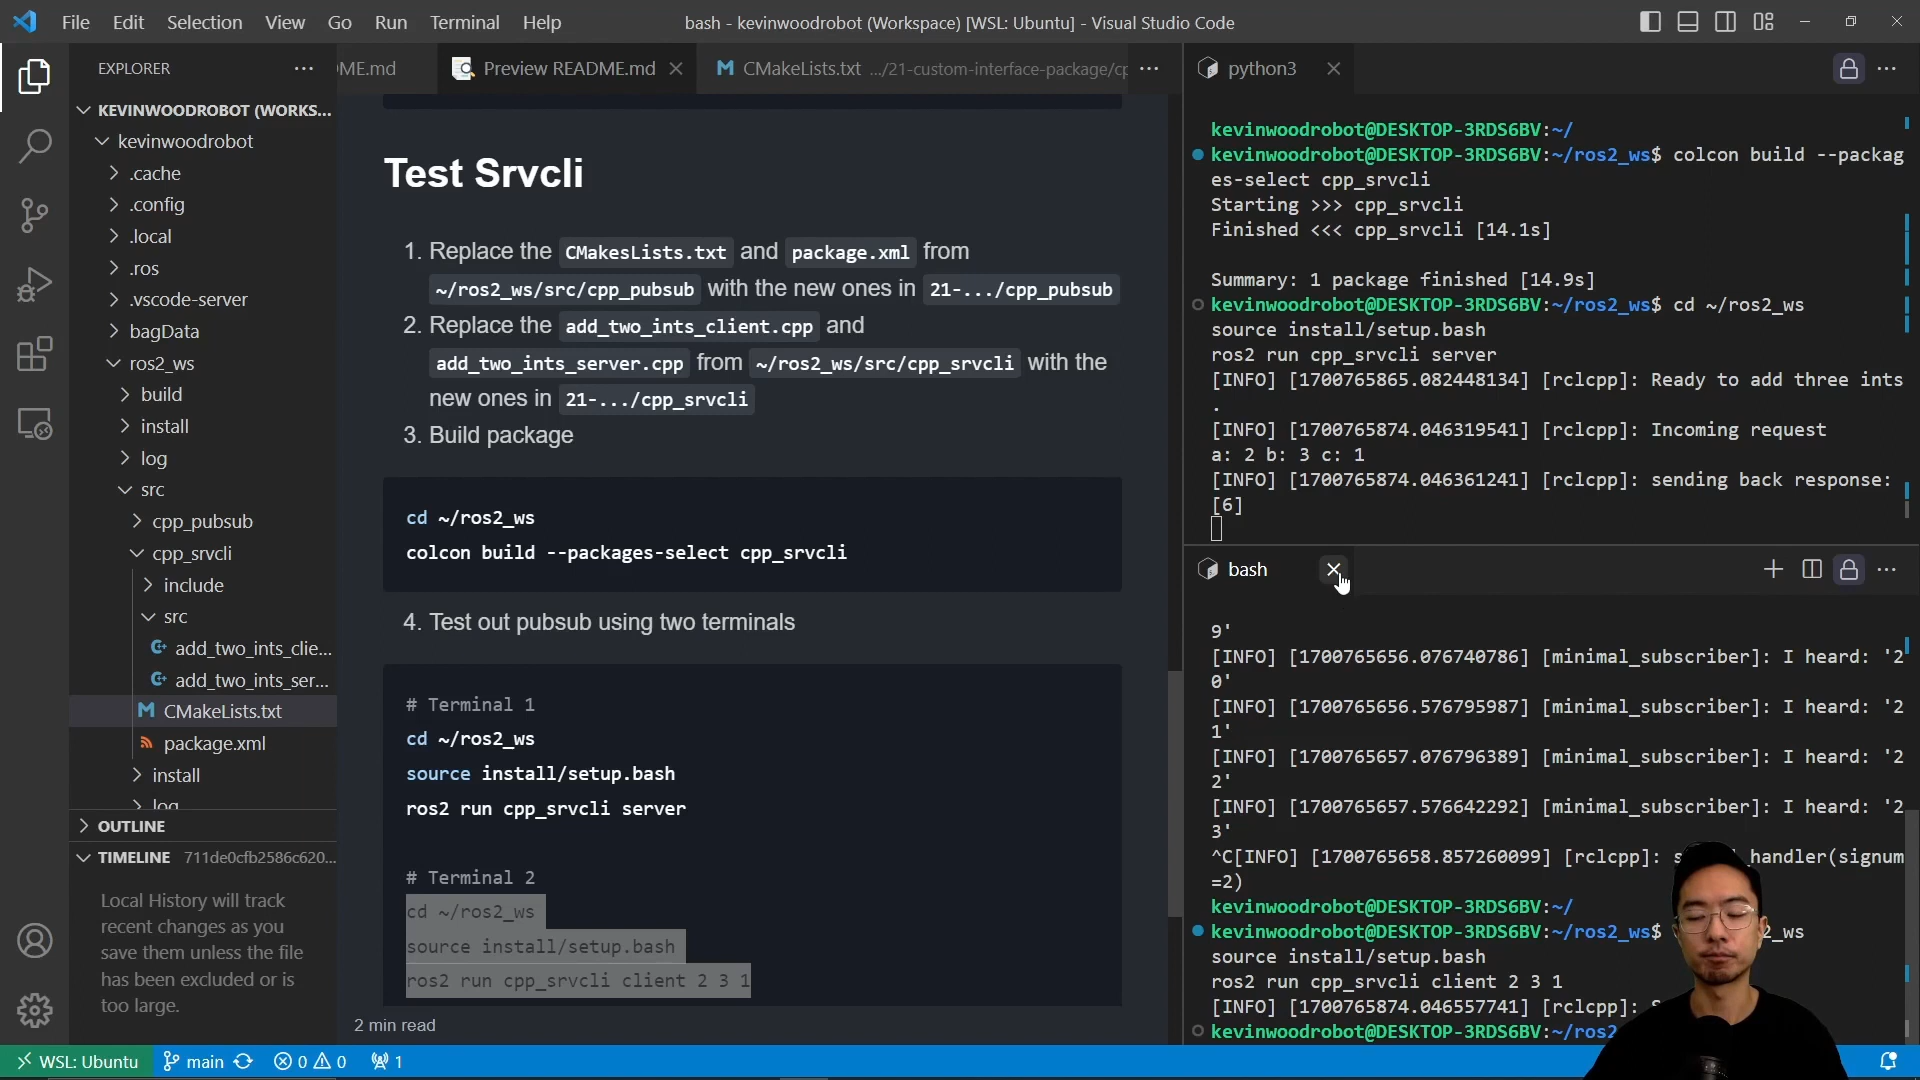 File Edit Selection View Go Run Terminal Help
bash - kevinwoodrobot (Workspace) [WSL: Ubuntu] - Visual Studio Code
EXPLORER
KEVINWOODROBOT (WORKS...
kevinwoodrobot
.cache
.config
.local
.ros
.vscode-server
bagData
ros2_ws
build
install
log
src
cpp_pubsub
cpp_srvcli
include
src
add_two_ints_clie...
add_two_ints_ser...
CMakeLists.txt
package.xml
install
log
OUTLINE
TIMELINE 711de0cfb2586c620...
Local History will track
recent changes as you
save them unless the file
has been excluded or is
too large.
ME.md
Preview README.md
CMakeLists.txt .../21-custom-interface-package/cp
Test Srvcli
1. Replace the CMakesLists.txt and package.xml from
~/ros2_ws/src/cpp_pubsub with the new ones in 21-.../cpp_pubsub
2. Replace the add_two_ints_client.cpp and
add_two_ints_server.cpp from ~/ros2_ws/src/cpp_srvcli with the
new ones in 21-.../cpp_srvcli
3. Build package
cd ~/ros2_ws
colcon build --packages-select cpp_srvcli
4. Test out pubsub using two terminals
# Terminal 1
cd ~/ros2_ws
source install/setup.bash
ros2 run cpp_srvcli server
# Terminal 2
cd ~/ros2_ws
source install/setup.bash
ros2 run cpp_srvcli client 2 3 1
2 min read
python3
kevinwoodrobot@DESKTOP-3RDS6BV:~/
kevinwoodrobot@DESKTOP-3RDS6BV:~/ros2_ws$ colcon build --packag
es-select cpp_srvcli
Starting >>> cpp_srvcli
Finished <<< cpp_srvcli [14.1s]
Summary: 1 package finished [14.9s]
kevinwoodrobot@DESKTOP-3RDS6BV:~/ros2_ws$ cd ~/ros2_ws
source install/setup.bash
ros2 run cpp_srvcli server
[INFO] [1700765865.082448134] [rclcpp]: Ready to add three ints
.
[INFO] [1700765874.046319541] [rclcpp]: Incoming request
a: 2 b: 3 c: 1
[INFO] [1700765874.046361241] [rclcpp]: sending back response:
[6]
bash
9'
[INFO] [1700765656.076740786] [minimal_subscriber]: I heard: '2
0'
[INFO] [1700765656.576795987] [minimal_subscriber]: I heard: '2
1'
[INFO] [1700765657.076796389] [minimal_subscriber]: I heard: '2
2'
[INFO] [1700765657.576642292] [minimal_subscriber]: I heard: '2
3'
^C[INFO] [1700765658.857260099] [rclcpp]: s handler(signum
=2)
kevinwoodrobot@DESKTOP-3RDS6BV:~/
kevinwoodrobot@DESKTOP-3RDS6BV:~/ros2_ws$ 2_ws
source install/setup.bash
ros2 run cpp_srvcli client 2 3 1
[INFO] [1700765874.046557741] [rclcpp]: S
kevinwoodrobot@DESKTOP-3RDS6BV:~/ros2
WSL: Ubuntu main 0 0 1